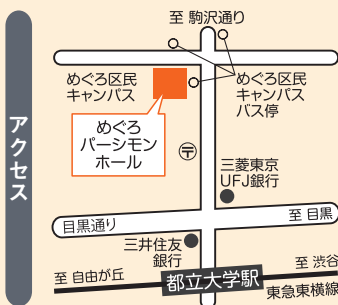 アクセス
至 駒沢通り
めぐろ区民
キャンパス
めぐろ区民
キャンパス
バス停
めぐろ
パーシモン
ホール
〒
三菱東京
UFJ銀行
目黒通り
至 目黒
三井住友
銀行
都立大学駅
至 渋谷
至 自由が丘
東急東横線